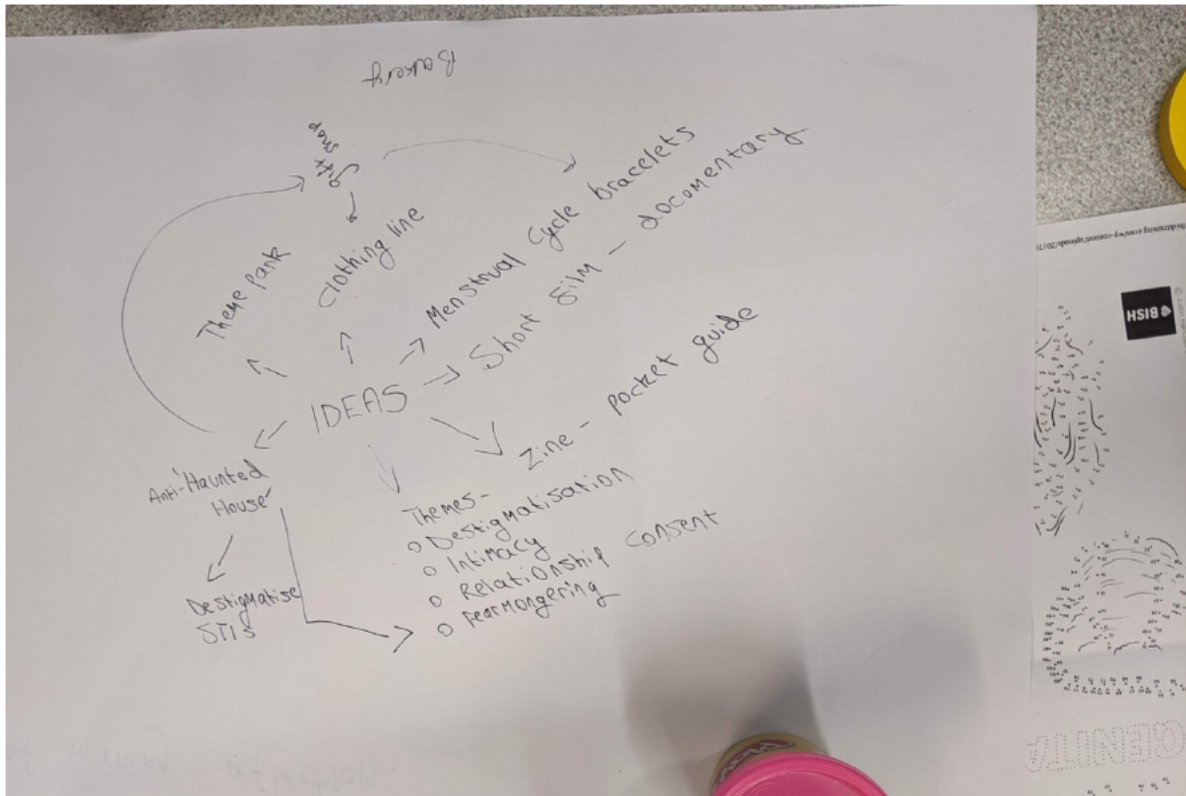 Bakery
gift shop
Theme park
Clothing line
Menstrual Cycle bracelets
Short film - documentary
IDEAS
Zine - pocket guide
Anti-'Haunted
House'
Destigmatise
STIs
Themes-
o Destigmatisation
o Intimacy
o Relationship consent
o Fearmongering
BISH
Play